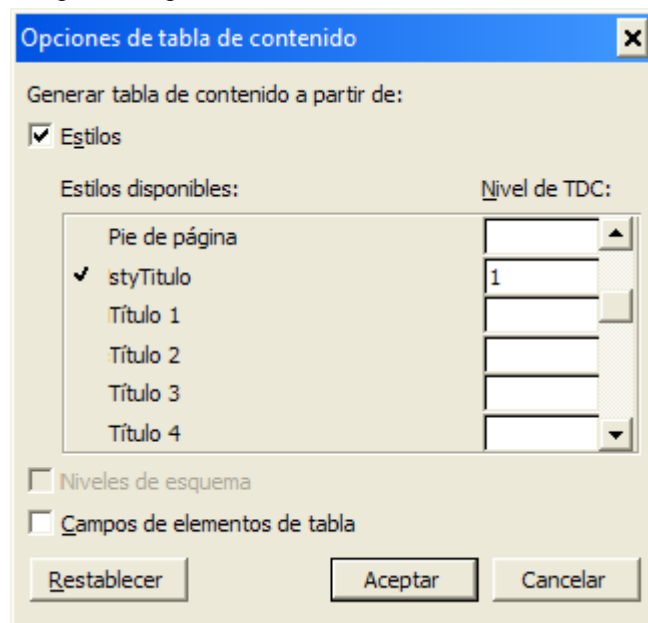 Opciones de tabla de contenido
Generar tabla de contenido a partir de:
Estilos
Estilos disponibles: Nivel de TDC:
Pie de página
styTitulo 1
Título 1
Título 2
Título 3
Título 4
Niveles de esquema
Campos de elementos de tabla
Restablecer Aceptar Cancelar